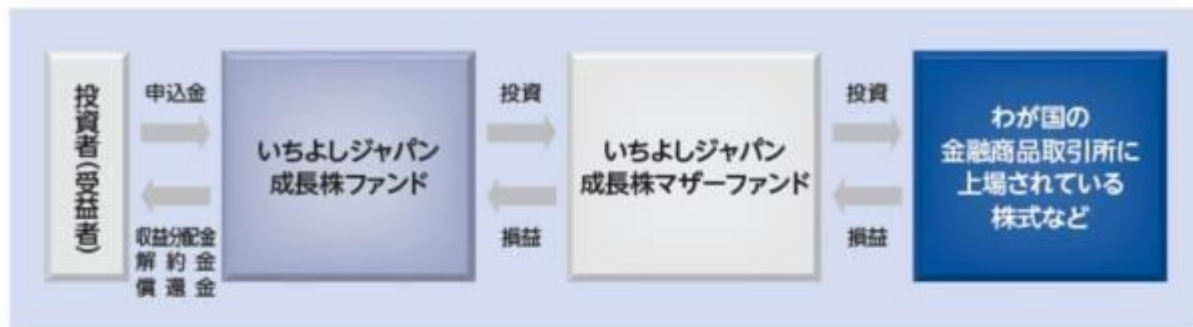 投資者(受益者)
申込金
収益分配金
解約金
償還金
いちよしジャパン
成長株ファンド
投資
損益
いちよしジャパン
成長株マザーファンド
投資
損益
わが国の
金融商品取引所に
上場されている
株式など